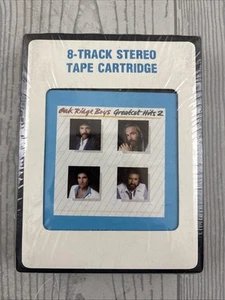 8-TRACK STEREO
TAPE CARTRIDGE
Oak Ridge Boys Greatest Hits 2